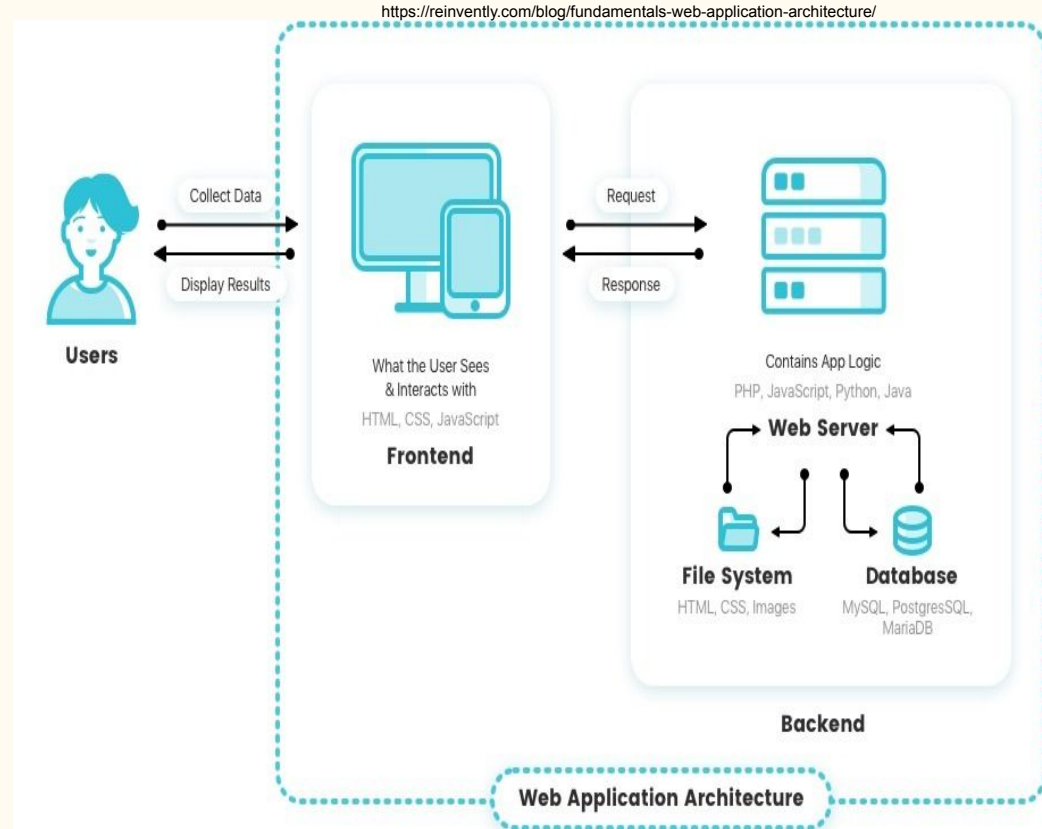 https://reinvently.com/blog/fundamentals-web-application-architecture/
Collect Data
Display Results
Users
What the User Sees
& Interacts with
HTML, CSS, JavaScript
Frontend
Request
Response
Contains App Logic
PHP, JavaScript, Python, Java
Web Server
File System
HTML, CSS, Images
Database
MySQL, PostgresSQL,
MariaDB
Backend
Web Application Architecture